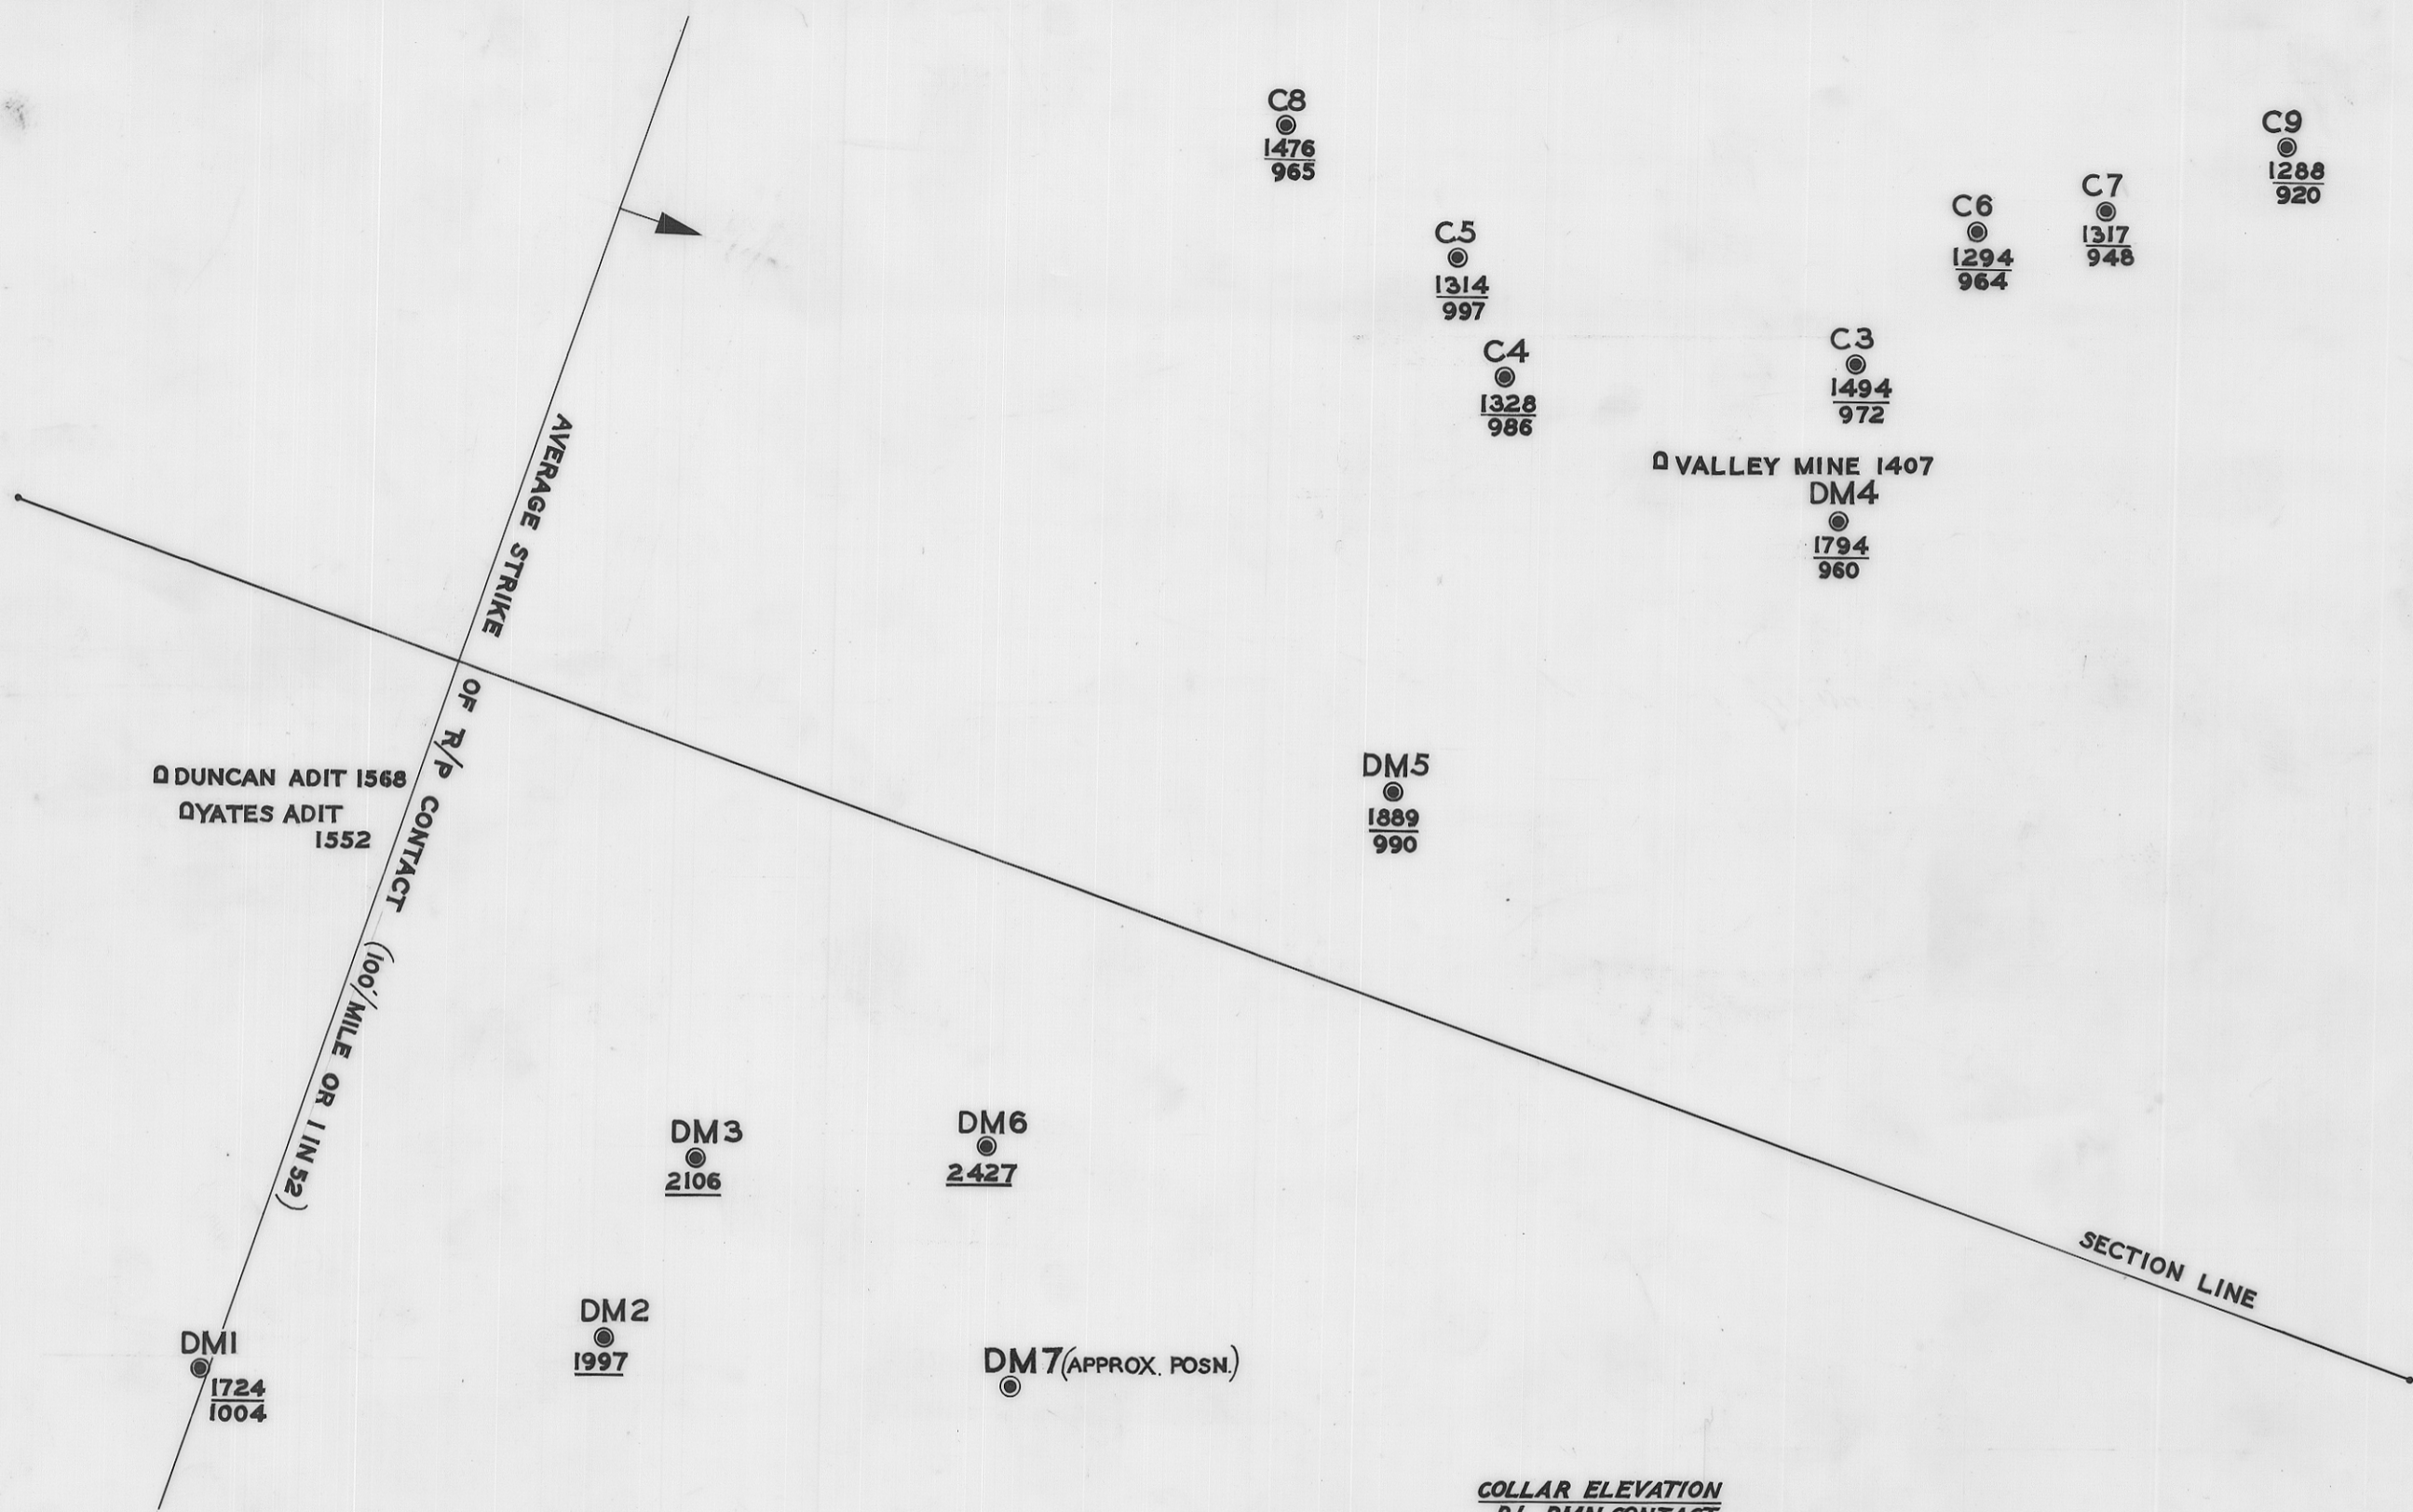 C8
1476
965
C9
1288
920
C7
1317
948
C6
1294
964
C5
1314
997
C4
1328
986
C3
1494
972
VALLEY MINE 1407
DM4
1794
960
AVERAGE STRIKE OF TR/P CONTACT (100'/MILE OR 1 IN 52)
DUNCAN ADIT 1568
YATES ADIT
1552
DM5
1889
990
DM3
2106
DM6
2427
SECTION LINE
DM2
1997
DM1
1724
1004
DM7 (APPROX. POSN.)
COLLAR ELEVATION
CONTACT